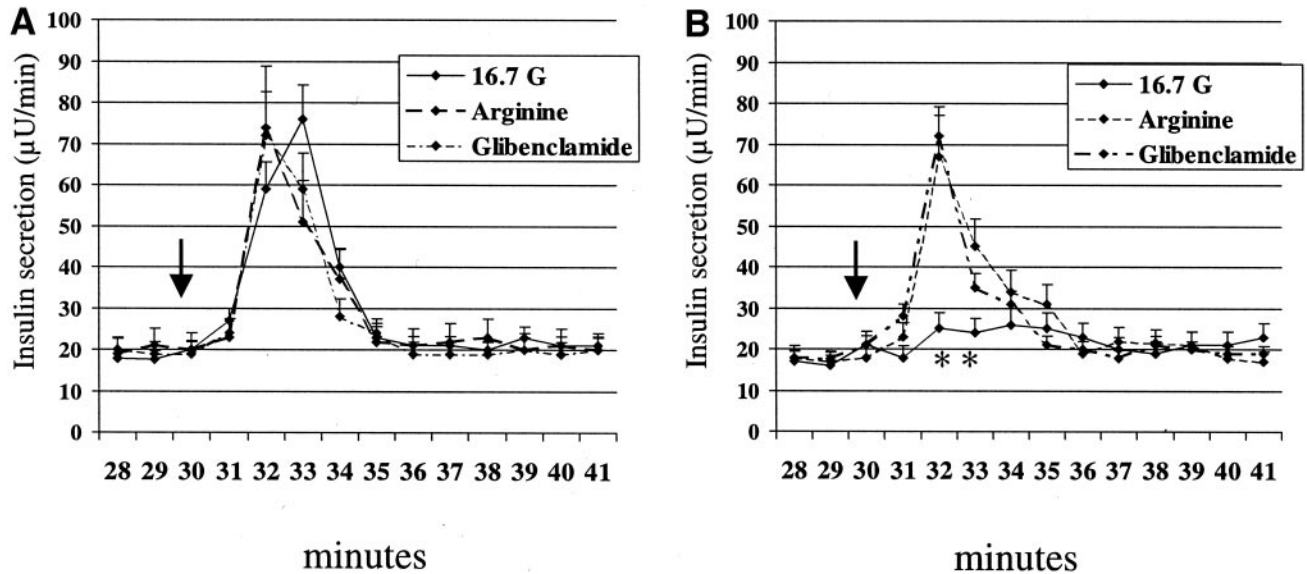 A
Insulin secretion (µU/min)
100
90
80
70
60
50
40
30
20
10
0
16.7 G
Arginine
Glibenclamide
28 29 30 31 32 33 34 35 36 37 38 39 40 41
minutes
B
Insulin secretion (µU/min)
100
90
80
70
60
50
40
30
20
10
0
16.7 G
Arginine
Glibenclamide
* *
28 29 30 31 32 33 34 35 36 37 38 39 40 41
minutes